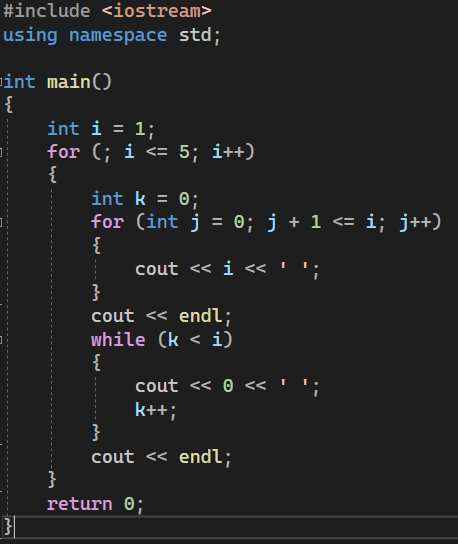 #include <iostream>
using namespace std;
int main()
{
int i = 1;
for (; i <= 5; i++)
{
int k = 0;
for (int j = 0; j + 1 <= i; j++)
{
cout << i << ' ';
}
cout << endl;
while (k < i)
{
cout << 0 << ' ';
k++;
}
cout << endl;
}
return 0;
}